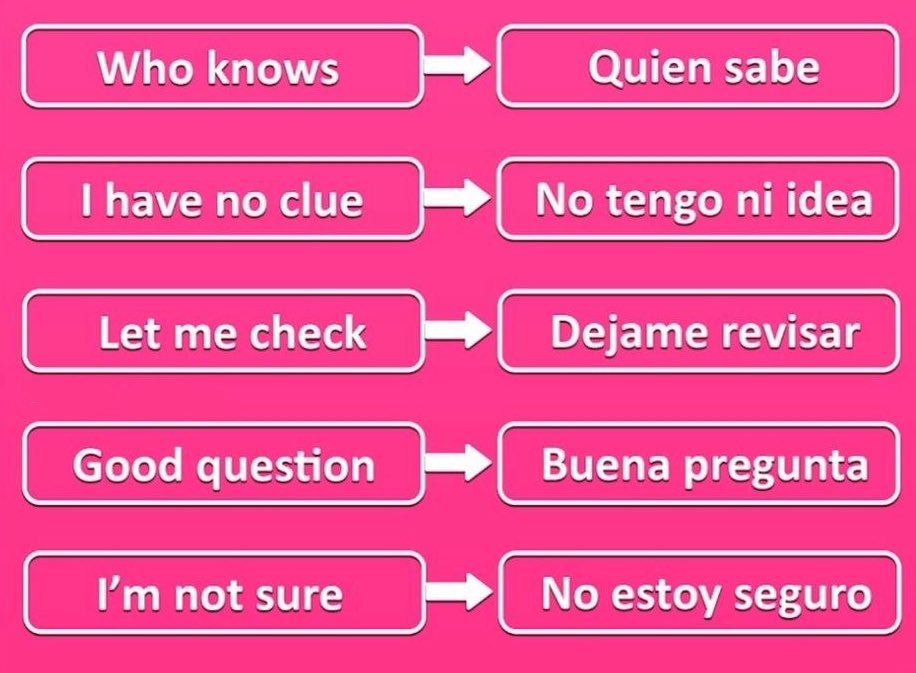 Who knows
Quien sabe
I have no clue
No tengo ni idea
Let me check
Dejame revisar
Good question
Buena pregunta
I'm not sure
No estoy seguro